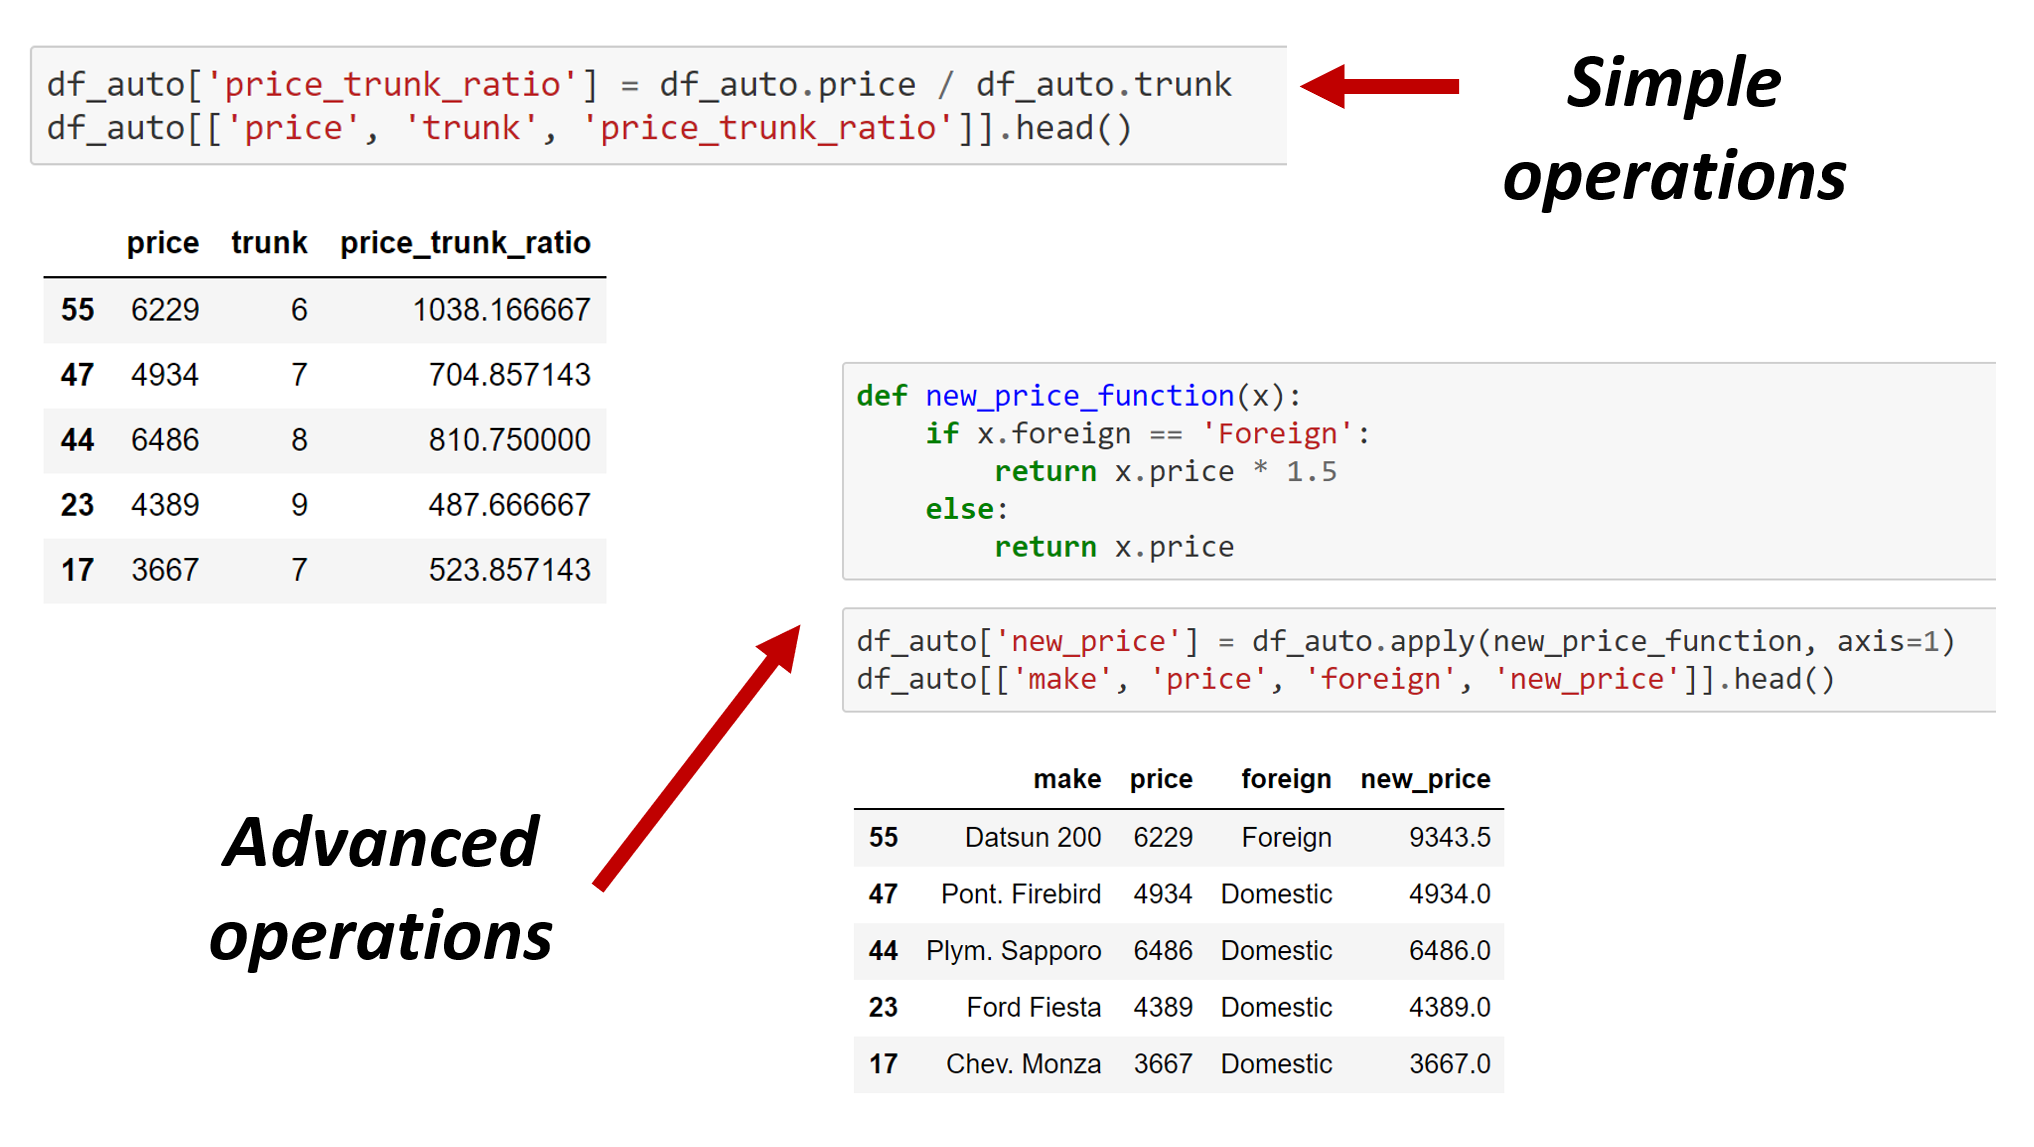 df_auto['price_trunk_ratio'] = df_auto.price / df_auto.trunk
df_auto[['price', 'trunk', 'price_trunk_ratio']].head()
Simple
operations
price trunk price_trunk_ratio
55 6229 6 1038.166667
47 4934 7 704.857143
44 6486 8 810.750000
23 4389 9 487.666667
17 3667 7 523.857143
def new_price_function(x):
    if x.foreign == 'Foreign':
        return x.price * 1.5
    else:
        return x.price
df_auto['new_price'] = df_auto.apply(new_price_function, axis=1)
df_auto[['make', 'price', 'foreign', 'new_price']].head()
Advanced
operations
make price foreign new_price
55 Datsun 200 6229 Foreign 9343.5
47 Pont. Firebird 4934 Domestic 4934.0
44 Plym. Sapporo 6486 Domestic 6486.0
23 Ford Fiesta 4389 Domestic 4389.0
17 Chev. Monza 3667 Domestic 3667.0